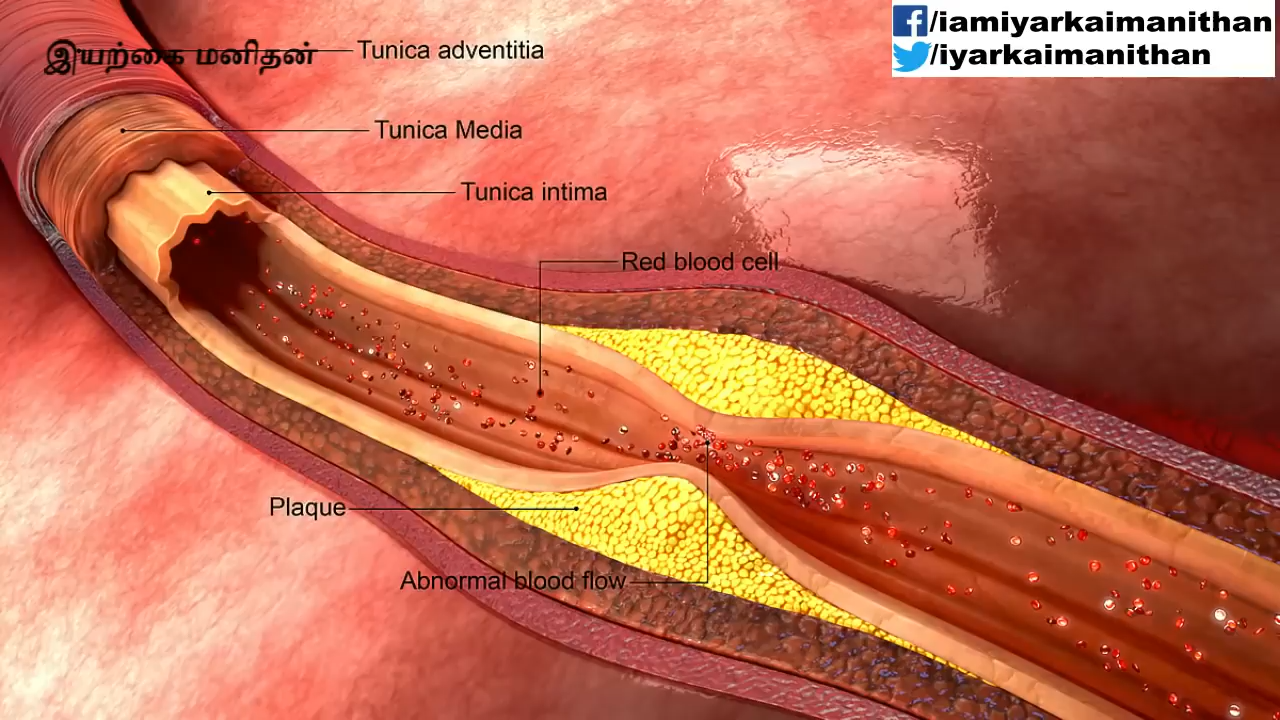 /iamiyarkaimanithan
/iyarkaimanithan
இயற்கை மனிதன்
Tunica adventitia
Tunica Media
Tunica intima
Red blood cell
Plaque
Abnormal blood flow